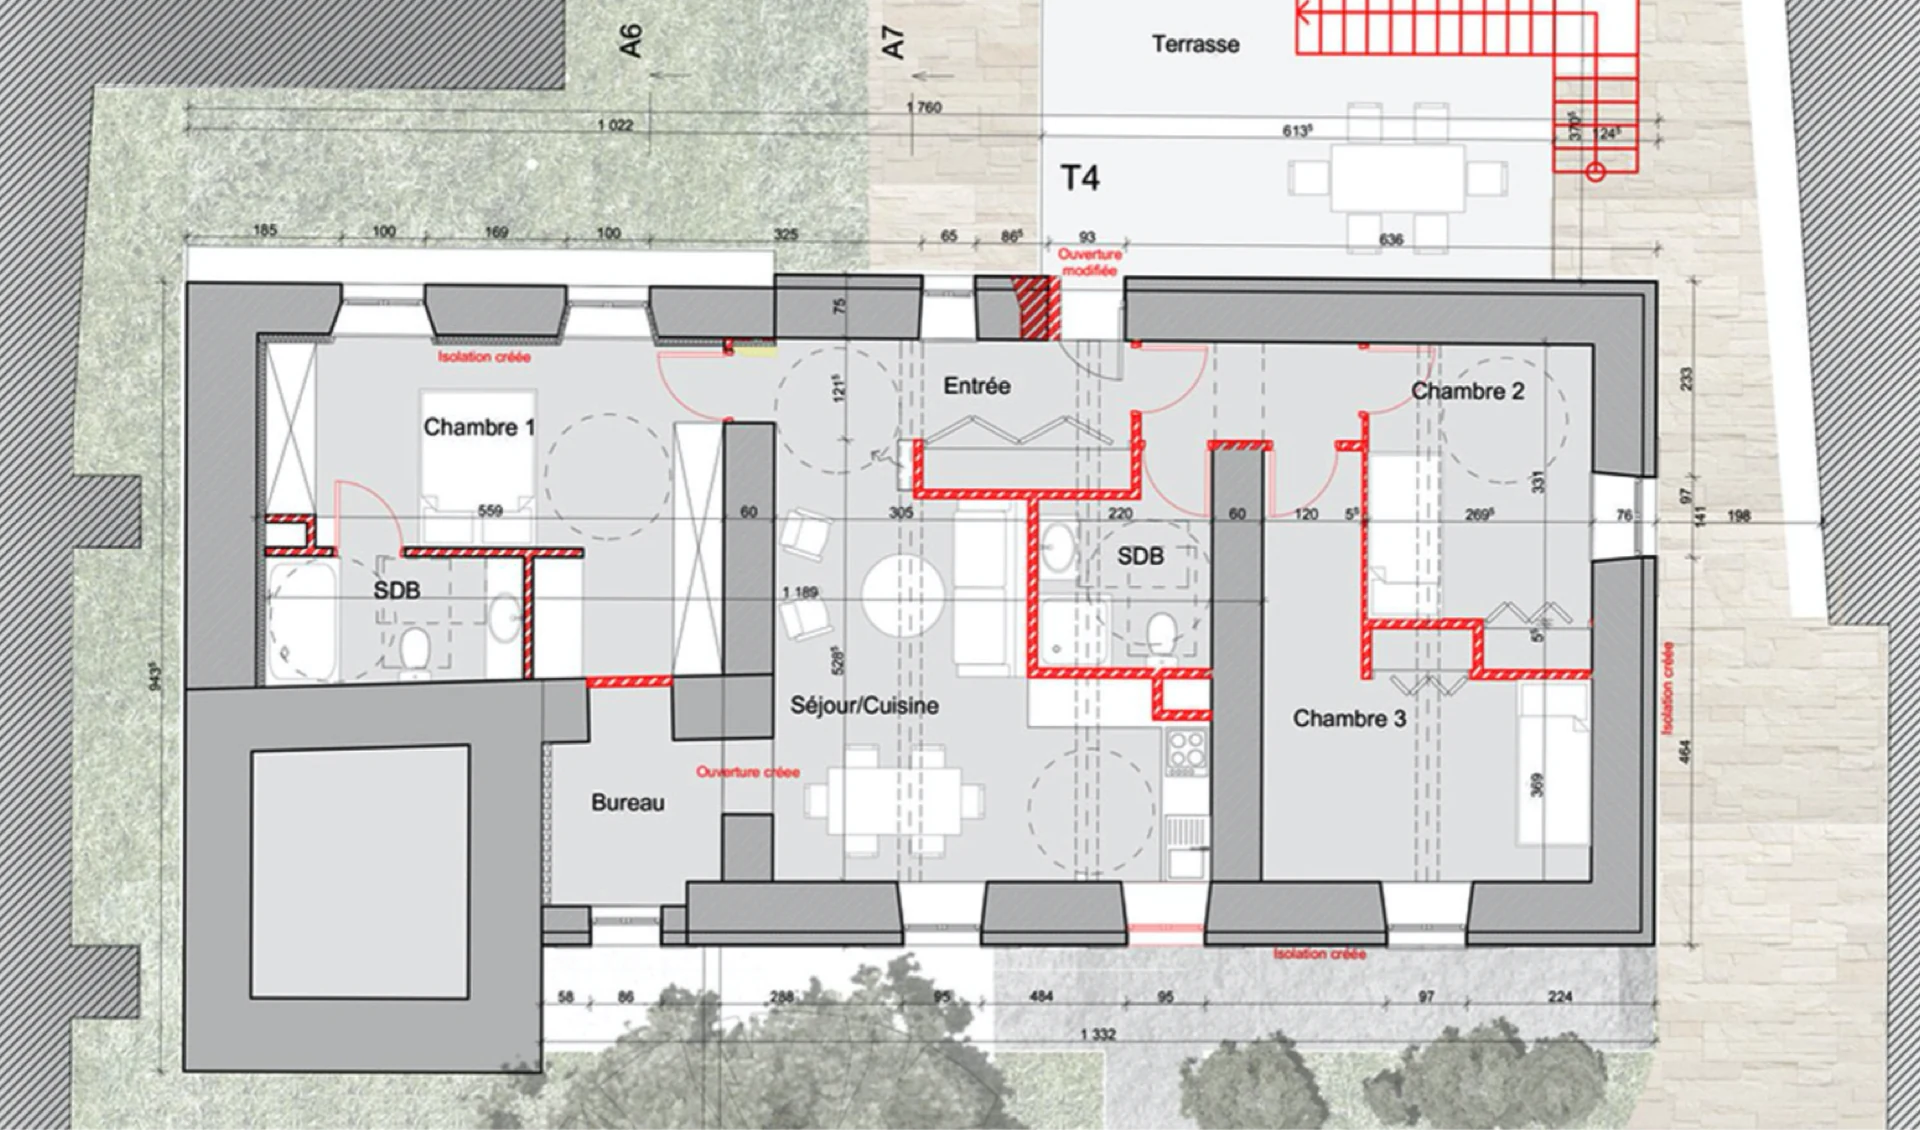 A6
A7
Terrasse
1 760
1 022
613⁵
370⁵
124⁵
T4
185
100
169
100
325
65
86⁵
93
636
Ouverture
modifiée
75
Isolation créée
121⁵
Entrée
Chambre 2
233
Chambre 1
331
97
141
559
60
305
220
60
120
5⁵
269⁵
76
198
SDB
SDB
1 189
5⁵
943⁵
528⁵
Isolation créée
Séjour/Cuisine
Chambre 3
464
Ouverture créee
369
Bureau
Isolation créée
58
86
288
95
484
95
97
224
1 332